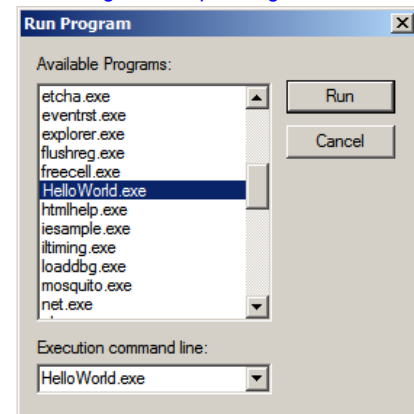 Run Program
Available Programs:
etcha.exe
eventrst.exe
explorer.exe
flushreg.exe
freecell.exe
HelloWorld.exe
htmlhelp.exe
iesample.exe
iltiming.exe
loaddbg.exe
mosquito.exe
net.exe
Run
Cancel
Execution command line:
HelloWorld.exe